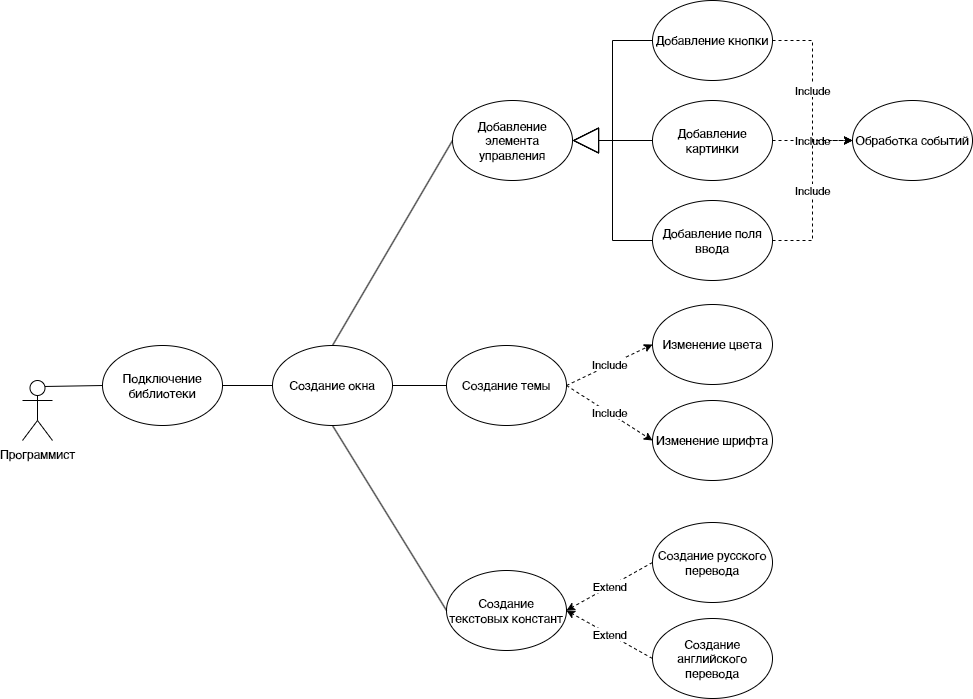 Добавление кнопки
Include
Добавление
элемента
управления
Добавление
картинки
Include
Обработка событий
Include
Добавление поля
ввода
Изменение цвета
Include
Подключение
библиотеки
Создание окна
Создание темы
Include
Изменение шрифта
Программист
Создание русского
перевода
Extend
Создание
текстовых констант
Extend
Создание
английского
перевода